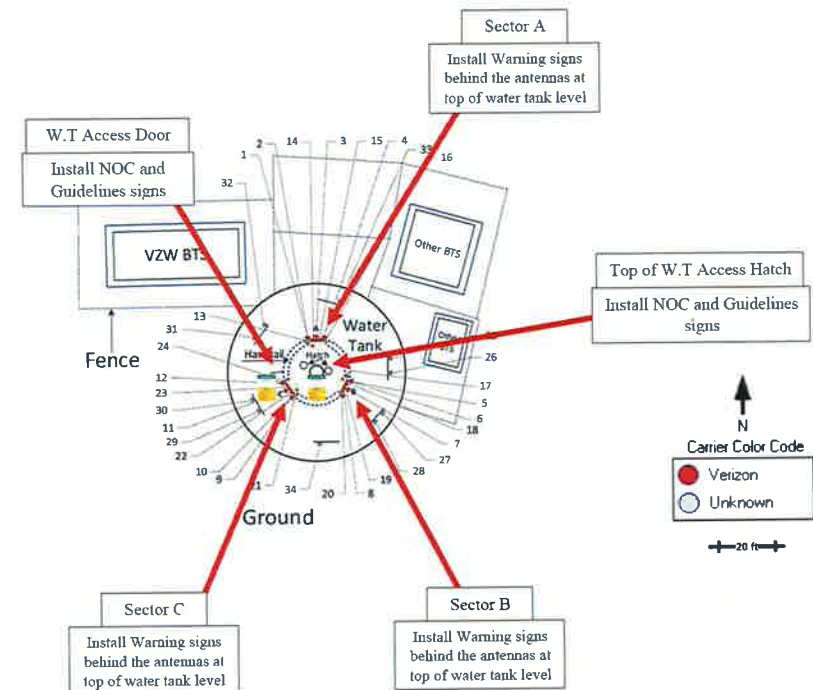 Sector A
Install Warning signs
behind the antennas at
top of water tank level
W.T Access Door
Install NOC and
Guidelines signs
1
2
14
3
15
4
33
16
32
VZW BTS
Other BTS
Top of W.T Access Hatch
Install NOC and Guidelines
signs
Fence
13
31
24
12
23
30
11
29
22
10
9
34
20
8
19
28
27
7
18
6
5
17
26
A
Water
Tank
Hatch
Ground
N
Carrier Color Code
Verizon
Unknown
20 ft
Sector C
Install Warning signs
behind the antennas at
top of water tank level
Sector B
Install Warning signs
behind the antennas at
top of water tank level